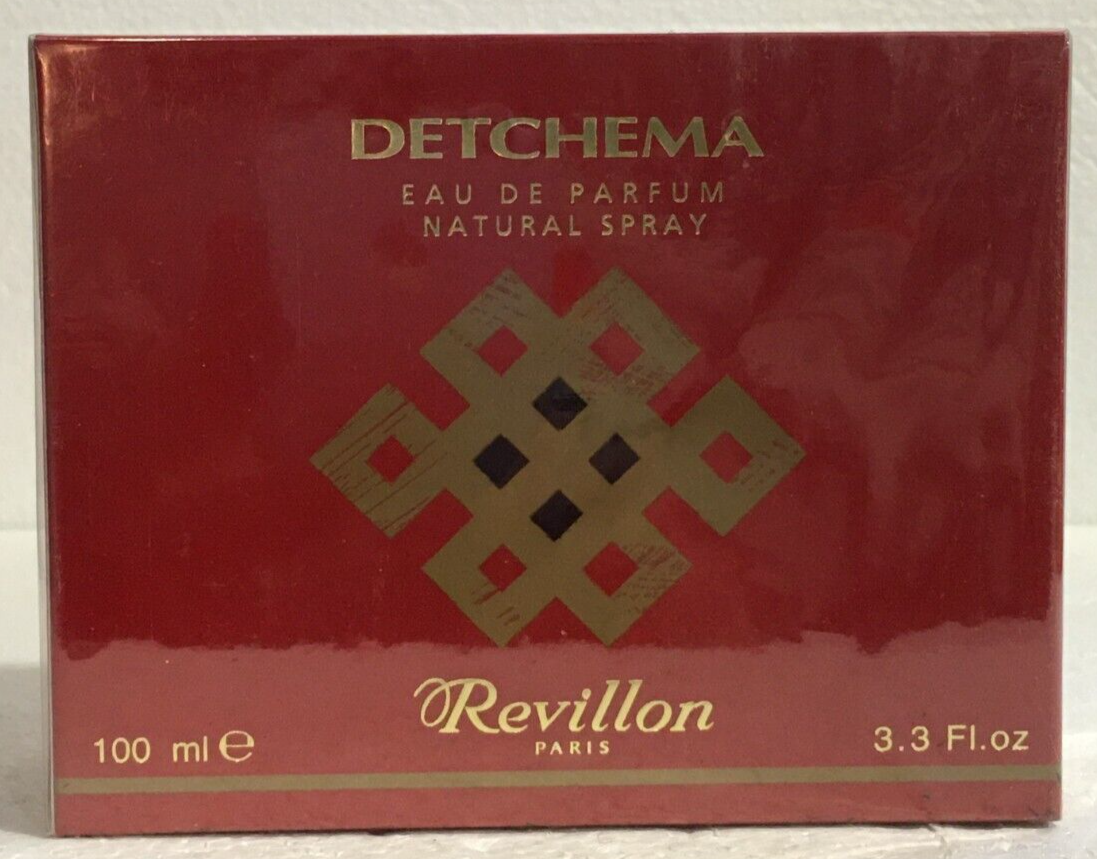 DETCHEMA
EAU DE PARFUM
NATURAL SPRAY
Revillon
PARIS
100 ml ℮
3.3 Fl.oz